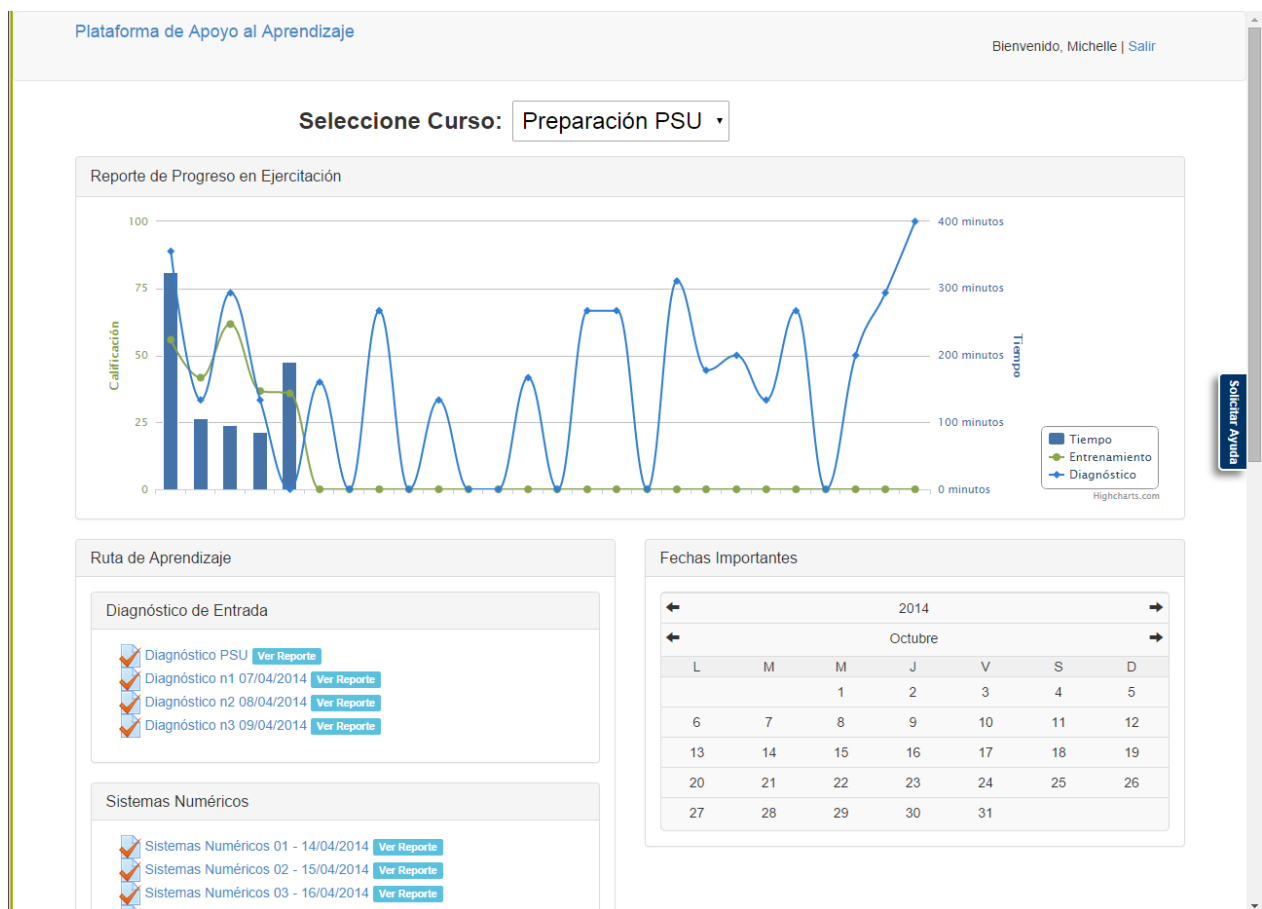 Plataforma de Apoyo al Aprendizaje
Bienvenido, Michelle | Salir
Seleccione Curso: Preparación PSU
Reporte de Progreso en Ejercitación
100
75
50
25
0
Calificación
400 minutos
300 minutos
200 minutos
100 minutos
0 minutos
Tiempo
Tiempo
Entrenamiento
Diagnóstico
Highcharts.com
Solicitar Ayuda
Ruta de Aprendizaje
Diagnóstico de Entrada
Diagnóstico PSU Ver Reporte
Diagnóstico n1 07/04/2014 Ver Reporte
Diagnóstico n2 08/04/2014 Ver Reporte
Diagnóstico n3 09/04/2014 Ver Reporte
Sistemas Numéricos
Sistemas Numéricos 01 - 14/04/2014 Ver Reporte
Sistemas Numéricos 02 - 15/04/2014 Ver Reporte
Sistemas Numéricos 03 - 16/04/2014 Ver Reporte
Fechas Importantes
2014
Octubre
L M M J V S D
1 2 3 4 5
6 7 8 9 10 11 12
13 14 15 16 17 18 19
20 21 22 23 24 25 26
27 28 29 30 31